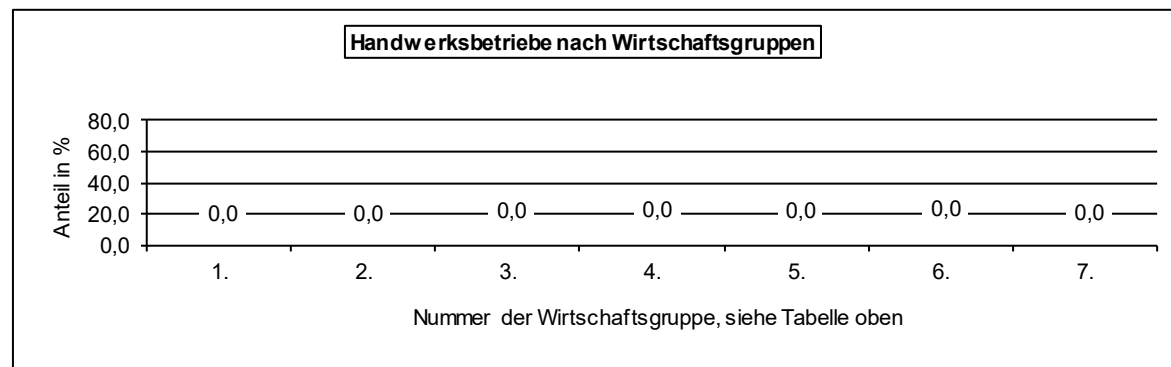 Handwerksbetriebe nach Wirtschaftsgruppen
Anteil in %
80,0
60,0
40,0
20,0
0,0
0,0 0,0 0,0 0,0 0,0 0,0 0,0
1. 2. 3. 4. 5. 6. 7.
Nummer der Wirtschaftsgruppe, siehe Tabelle oben